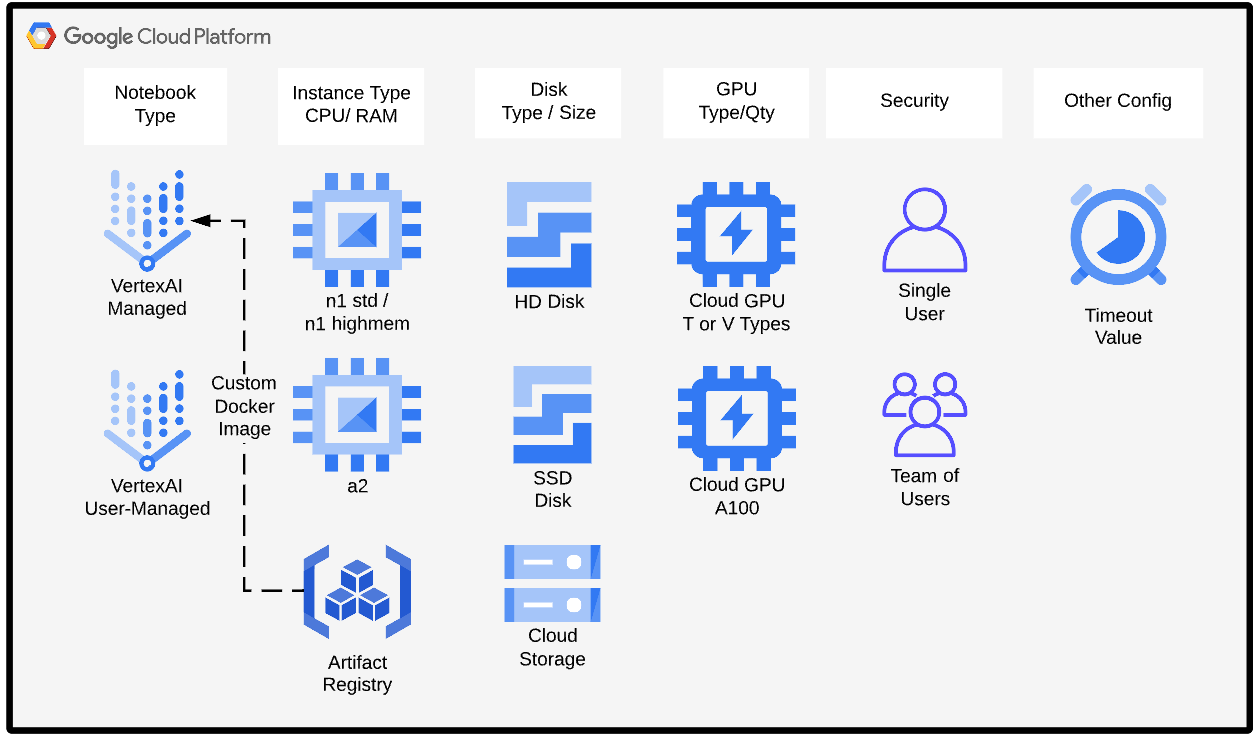 Google Cloud Platform
Notebook
Type
Instance Type
CPU/ RAM
Disk
Type / Size
GPU
Type/Qty
Security
Other Config
VertexAI
Managed
n1 std /
n1 highmem
HD Disk
Cloud GPU
T or V Types
Single
User
Timeout
Value
Custom
Docker
Image
VertexAI
User-Managed
a2
SSD
Disk
Cloud GPU
A100
Team of
Users
Artifact
Registry
Cloud
Storage